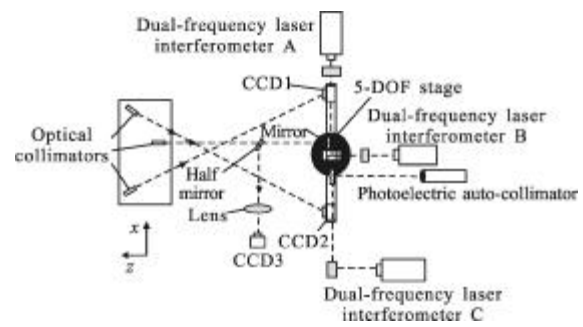 Dual-frequency laser
interferometer A
CCD1
5-DOF stage
Mirror
Dual-frequency laser
interferometer B
Optical
collimators
Half
mirror
Photoelectric auto-collimator
Lens
CCD2
x
z
CCD3
Dual-frequency laser
interferometer C